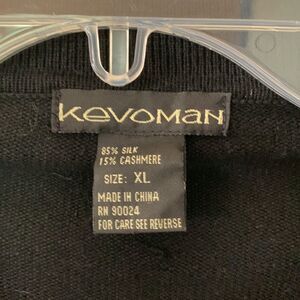 KEVOMAN
85% SILK
15% CASHMERE
SIZE: XL
MADE IN CHINA
RN 90024
FOR CARE SEE REVERSE